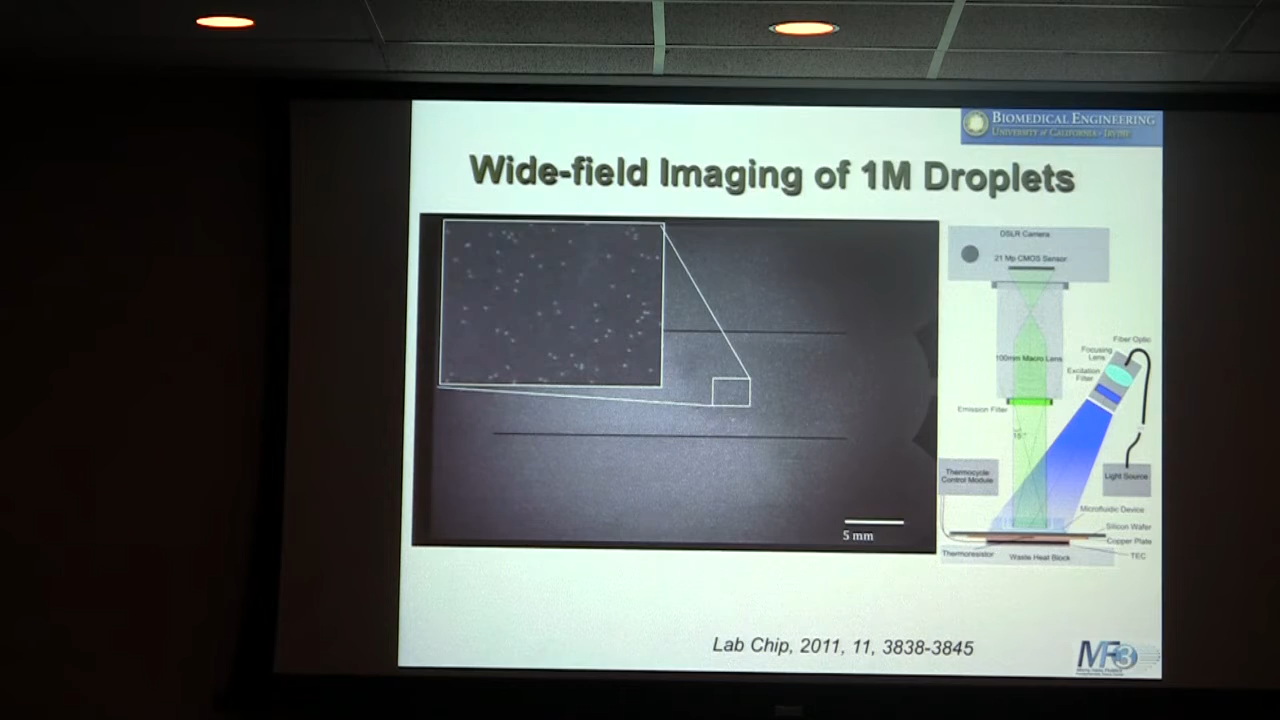 BIOMEDICAL ENGINEERING
UNIVERSITY of CALIFORNIA • IRVINE
Wide-field Imaging of 1M Droplets
DSLR Camera
21 Mp CMOS Sensor
100mm Macro Lens
Fiber Optic
Focusing
Lens
Excitation
Filter
Emission Filter
15°
Thermocycle
Control Module
Light Source
Microfluidic Device
Silicon Wafer
Copper Plate
TEC
Thermoresistor
Waste Heat Block
5 mm
Lab Chip, 2011, 11, 3838-3845
MF3